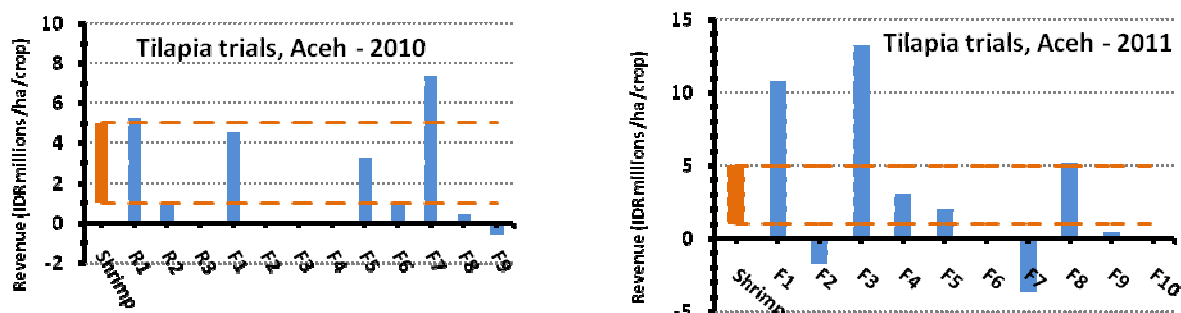 Tilapia trials, Aceh - 2010
Revenue (IDR millions/ha/crop)
10
8
6
4
2
0
-2
Shrimp R1 R2 R3 F1 F2 F3 F4 F5 F6 F7 F8 F9
Tilapia trials, Aceh - 2011
Revenue (IDR millions/ha/crop)
15
10
5
0
-5
Shrimp F1 F2 F3 F4 F5 F6 F7 F8 F9 F10